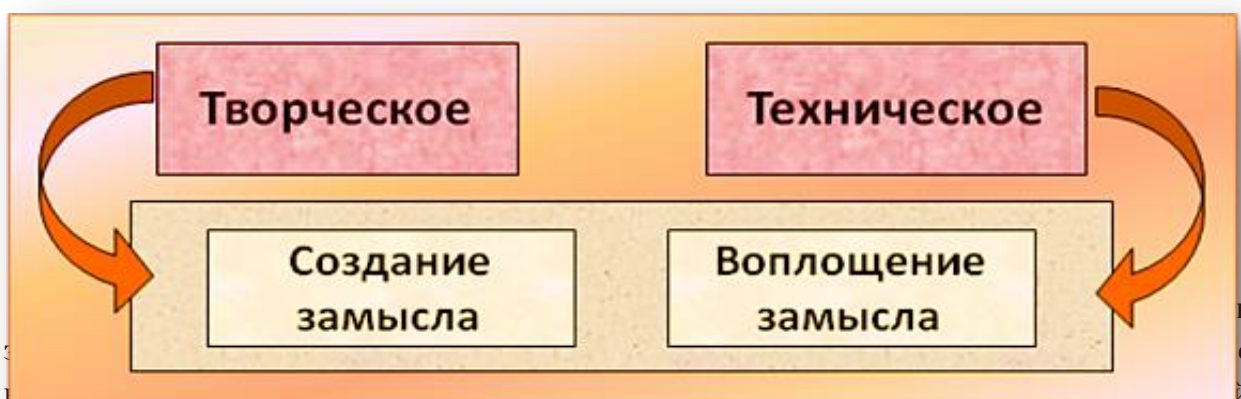 Творческое
Техническое
Создание
замысла
Воплощение
замысла